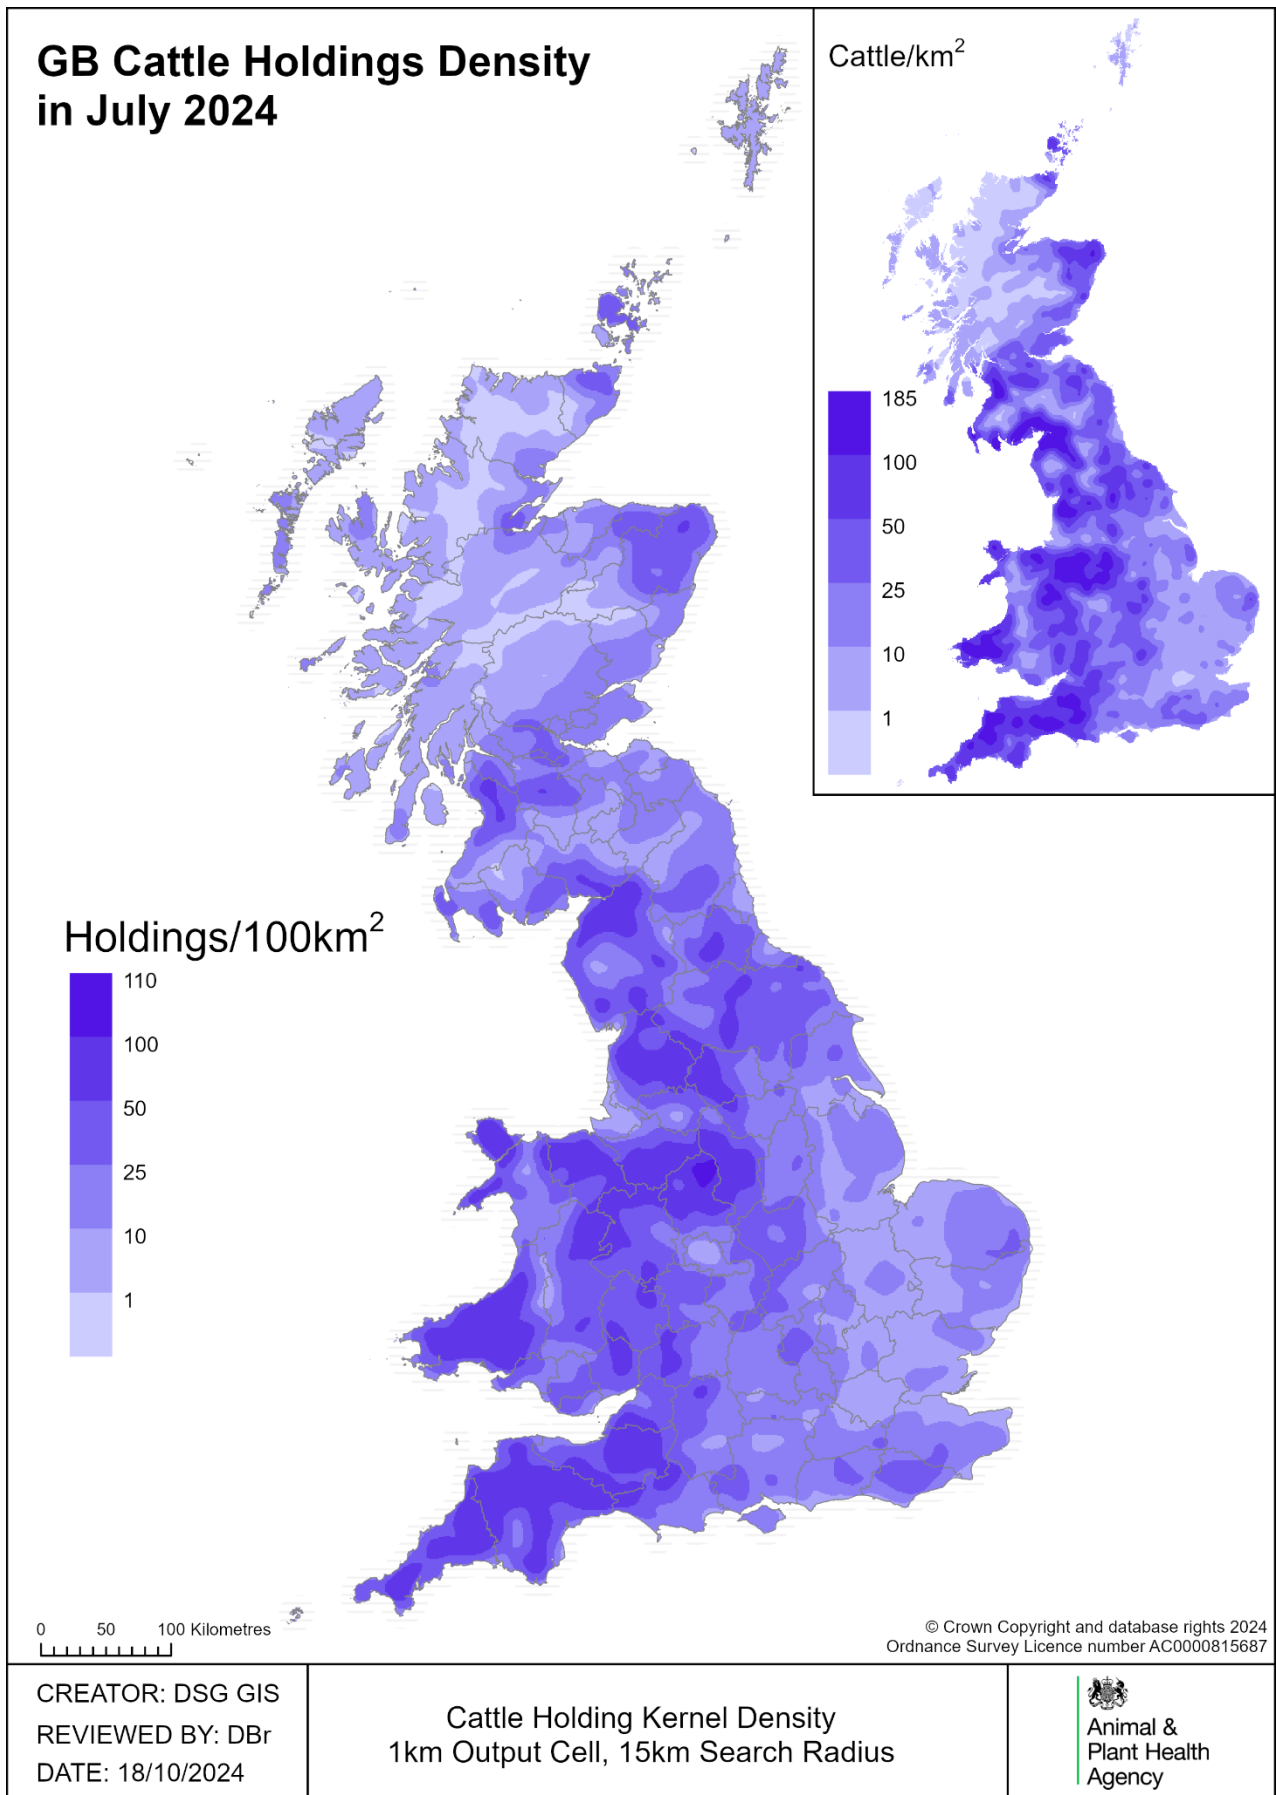 GB Cattle Holdings Density
in July 2024
Cattle/km²
185
100
50
25
10
1
Holdings/100km²
110
100
50
25
10
1
0 50 100 Kilometres
© Crown Copyright and database rights 2024
Ordnance Survey Licence number AC0000815687
CREATOR: DSG GIS
REVIEWED BY: DBr
DATE: 18/10/2024
Cattle Holding Kernel Density
1km Output Cell, 15km Search Radius
Animal &
Plant Health
Agency